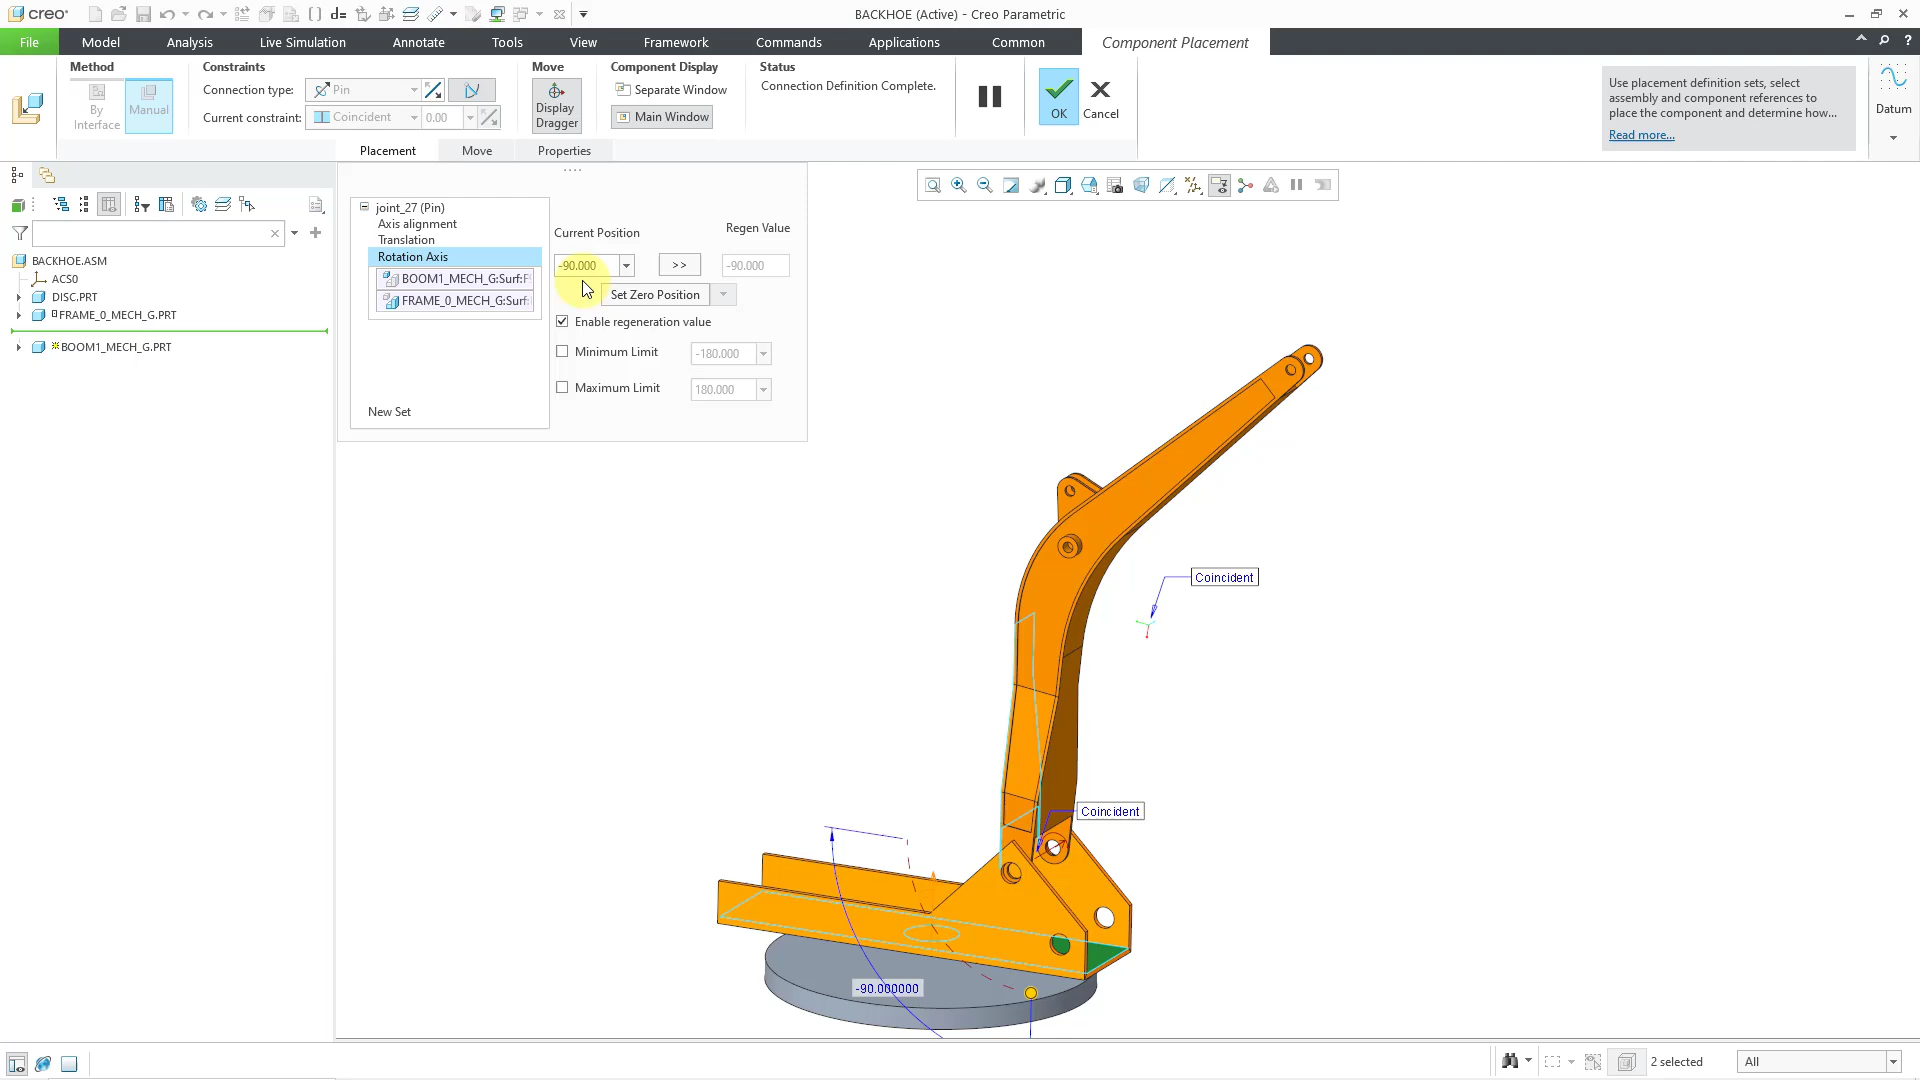 creo
BACKHOE (Active) - Creo Parametric
File
Model
Analysis
Live Simulation
Annotate
Tools
View
Framework
Commands
Applications
Common
Component Placement
Method
Constraints
Move
Component Display
Status
By Interface
Manual
Connection type:
Pin
Current constraint:
Coincident
0.00
Display Dragger
Separate Window
Main Window
Connection Definition Complete.
OK
Cancel
Use placement definition sets, select
assembly and component references to
place the component and determine how...
Read more...
Datum
Placement
Move
Properties
joint_27 (Pin)
Axis alignment
Translation
Rotation Axis
BOOM1_MECH_G:Surf:F
FRAME_0_MECH_G:Surf:
New Set
Current Position
Regen Value
-90.000
>>
-90.000
Set Zero Position
Enable regeneration value
Minimum Limit
-180.000
Maximum Limit
180.000
BACKHOE.ASM
ACS0
DISC.PRT
FRAME_0_MECH_G.PRT
BOOM1_MECH_G.PRT
Coincident
Coincident
-90.000000
2 selected
All